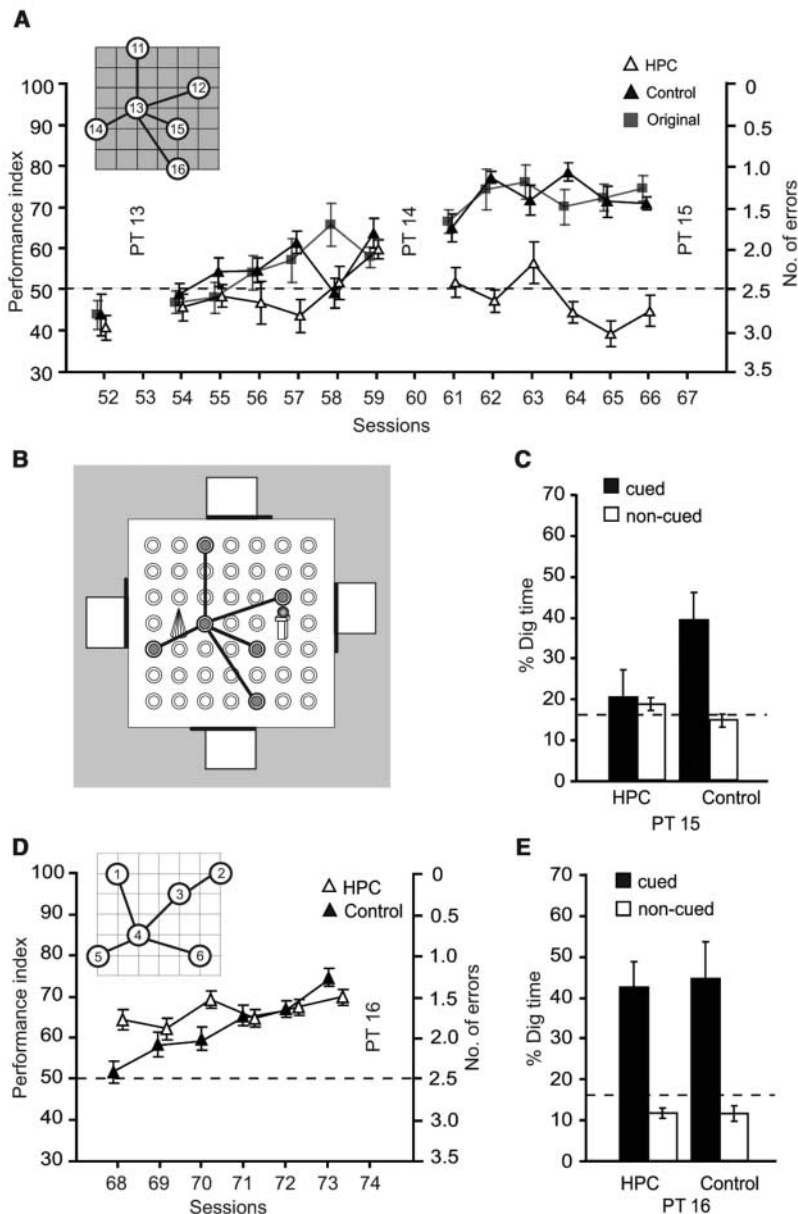 A
11
12
13
14
15
16
HPC
Control
Original
100
90
80
70
60
50
40
30
Performance index
0
0.5
1.0
1.5
2.0
2.5
3.0
3.5
No. of errors
PT 13
PT 14
PT 15
52 53 54 55 56 57 58 59 60 61 62 63 64 65 66 67
Sessions
B
C
cued
non-cued
70
60
50
40
30
20
10
0
% Dig time
HPC Control
PT 15
D
1
2
3
4
5
6
HPC
Control
100
90
80
70
60
50
40
30
Performance index
0
0.5
1.0
1.5
2.0
2.5
3.0
3.5
No. of errors
PT 16
68 69 70 71 72 73 74
Sessions
E
cued
non-cued
70
60
50
40
30
20
10
0
% Dig time
HPC Control
PT 16